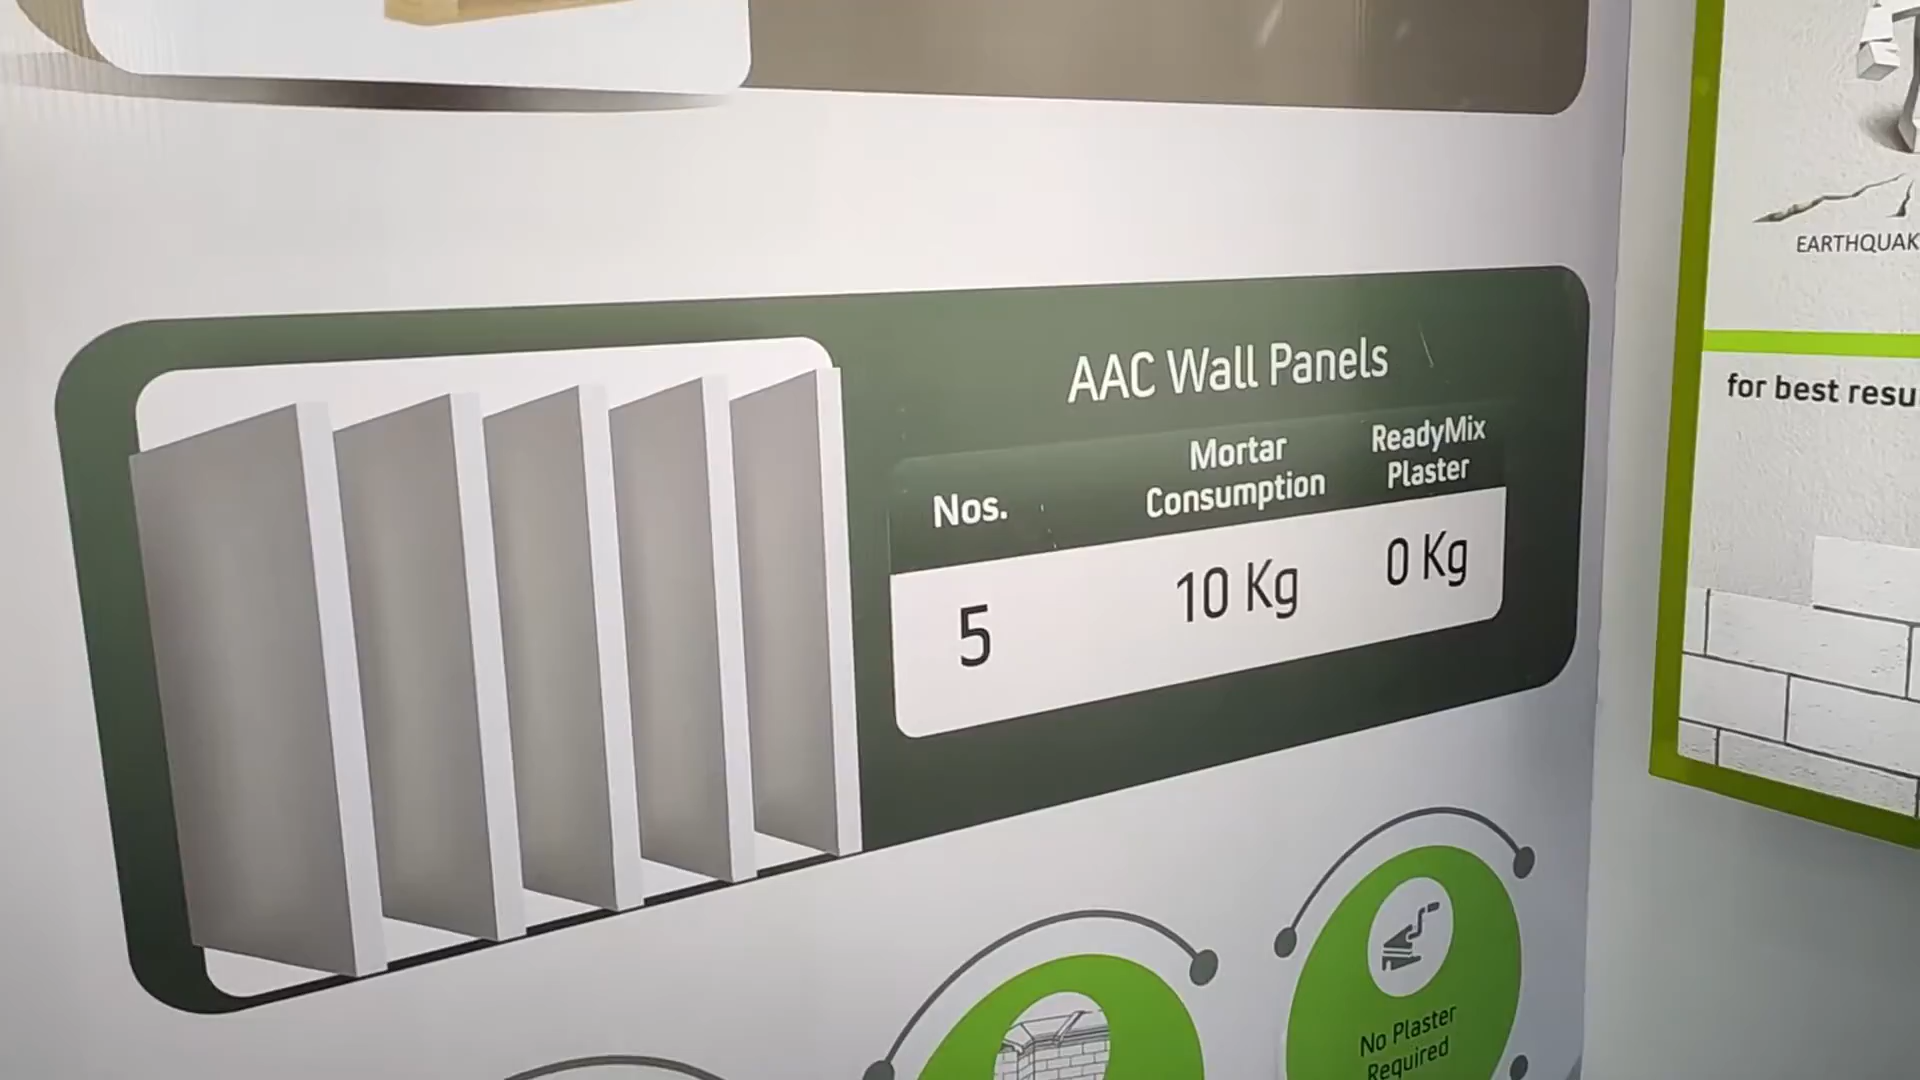 AAC Wall Panels
Nos.
Mortar
Consumption
ReadyMix
Plaster
5
10 Kg
0 Kg
No Plaster
Required
EARTHQUAK
for best resu